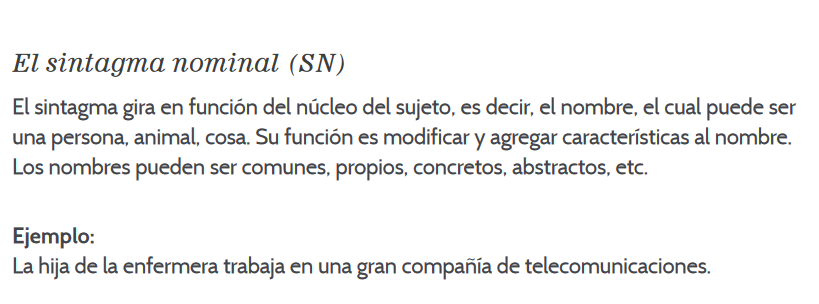 El sintagma nominal (SN)
El sintagma gira en función del núcleo del sujeto, es decir, el nombre, el cual puede ser
una persona, animal, cosa. Su función es modificar y agregar características al nombre.
Los nombres pueden ser comunes, propios, concretos, abstractos, etc.
Ejemplo:
La hija de la enfermera trabaja en una gran compañía de telecomunicaciones.